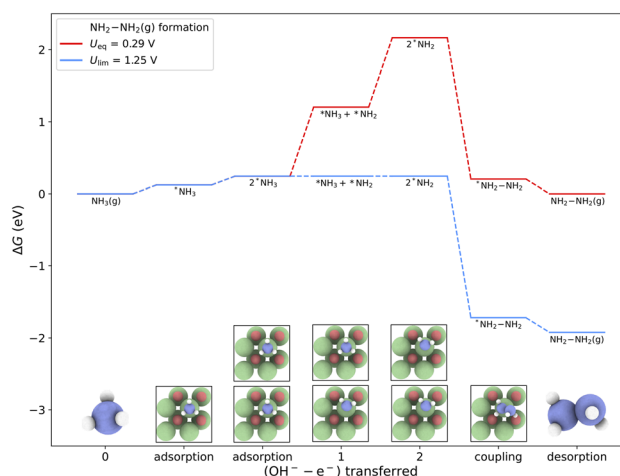 NH₂−NH₂(g) formation
U_eq = 0.29 V
U_lim = 1.25 V
ΔG (eV)
2
1
0
−1
−2
−3
2*NH₂
*NH₃ + *NH₂
NH₃(g)
*NH₃
2*NH₃
*NH₃ + *NH₂
2*NH₂
*NH₂−NH₂
NH₂−NH₂(g)
*NH₂−NH₂
NH₂−NH₂(g)
0 adsorption adsorption 1 2 coupling desorption
(OH⁻ − e⁻) transferred